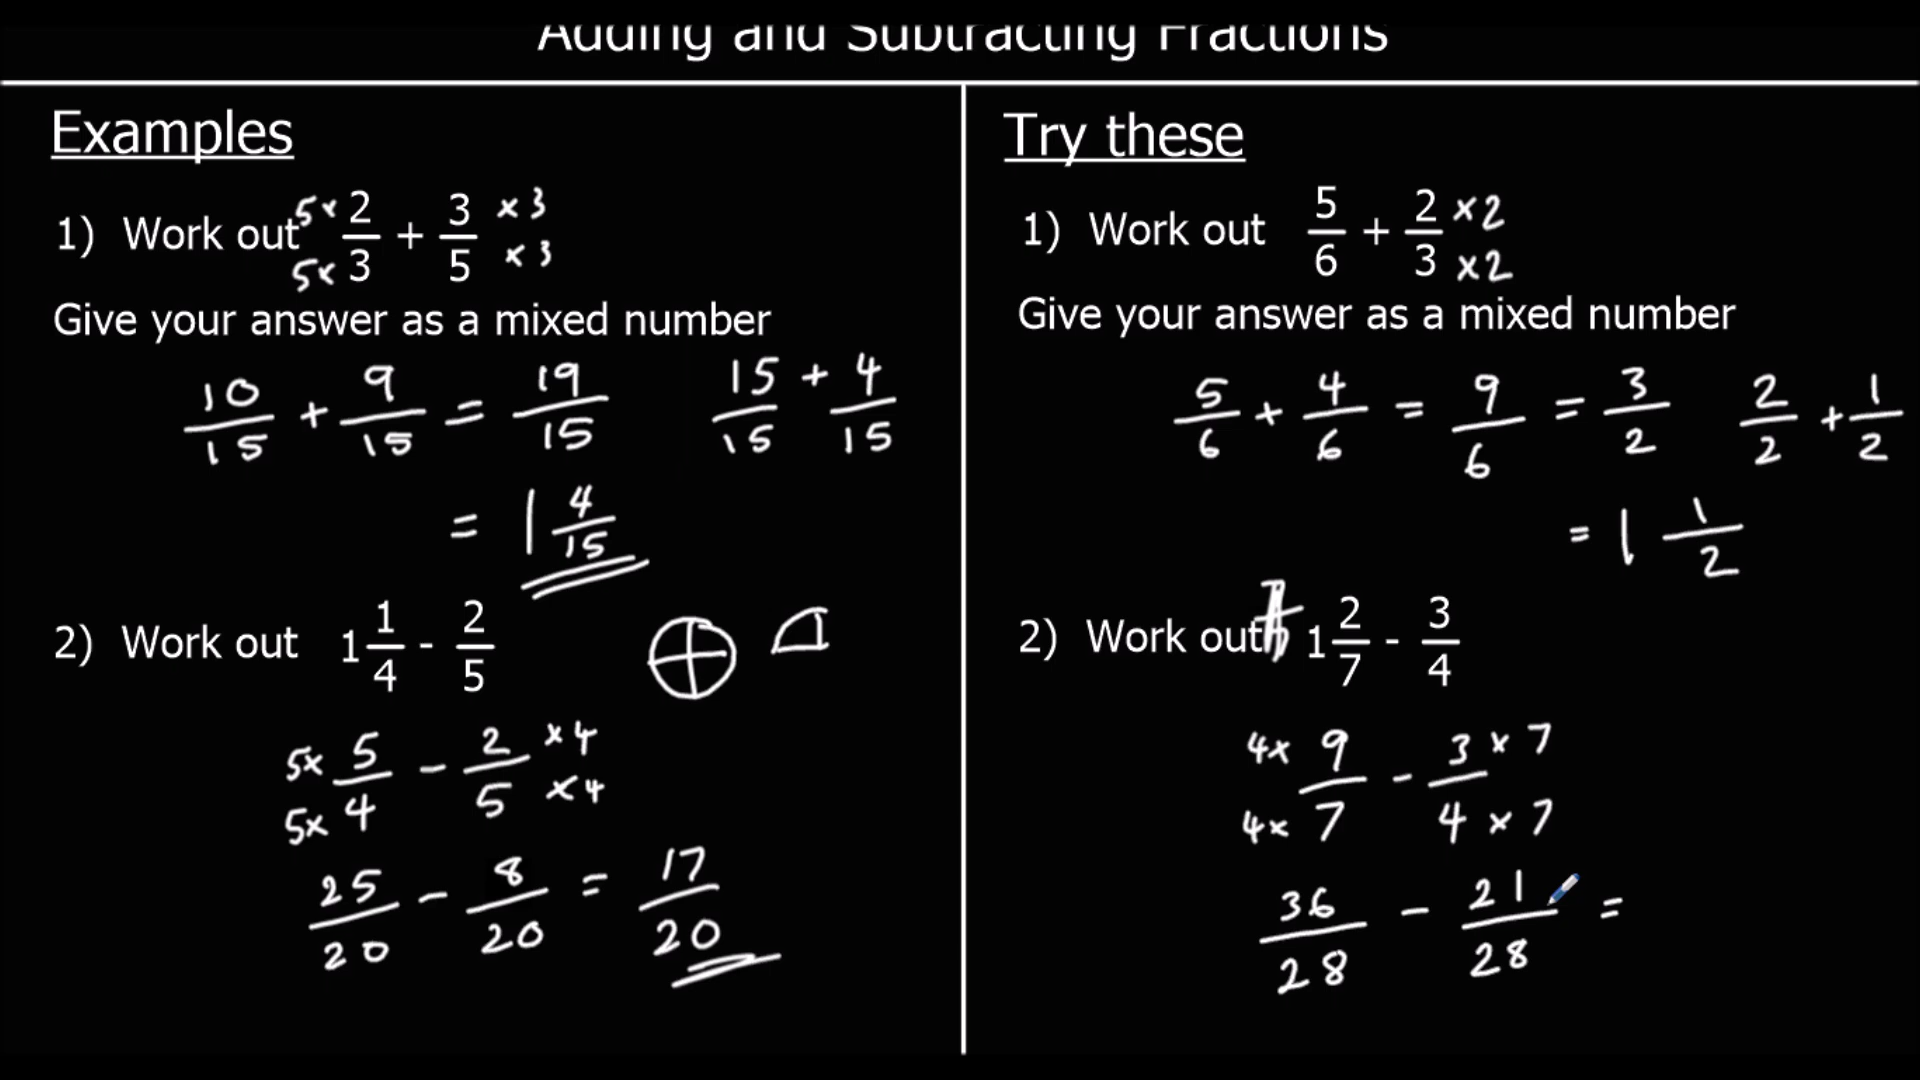 Adding and Subtracting Fractions
Examples
1) Work out 5× 2/3 5× + 3/5 ×3 ×3
Give your answer as a mixed number
10/15 + 9/15 = 19/15 15/15 + 4/15
= 1 4/15
2) Work out 1 1/4 - 2/5
5× 5/4 5× - 2/5 ×4 ×4
25/20 - 8/20 = 17/20
Try these
1) Work out 5/6 + 2/3 ×2 ×2
Give your answer as a mixed number
5/6 + 4/6 = 9/6 = 3/2 2/2 + 1/2
= 1 1/2
2) Work out 1 2/7 - 3/4
4× 9/7 4× - 3/4 ×7 ×7
36/28 - 21/28 =